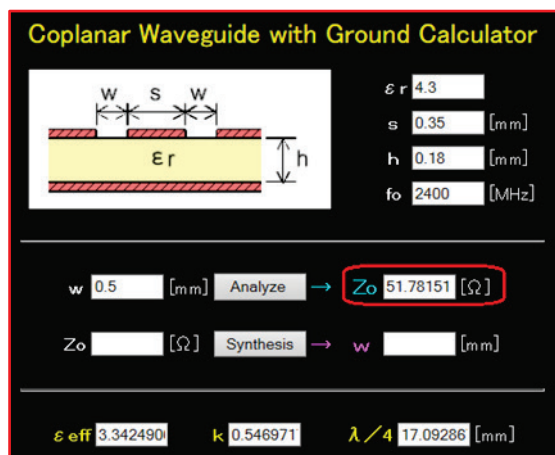 Coplanar Waveguide with Ground Calculator
w s w
εr
h
εr 4.3
s 0.35 [mm]
h 0.18 [mm]
fo 2400 [MHz]
w 0.5 [mm] Analyze → Zo 51.78151 [Ω]
Zo [Ω] Synthesis → w [mm]
εeff 3.342490 k 0.546971 λ/4 17.09286 [mm]